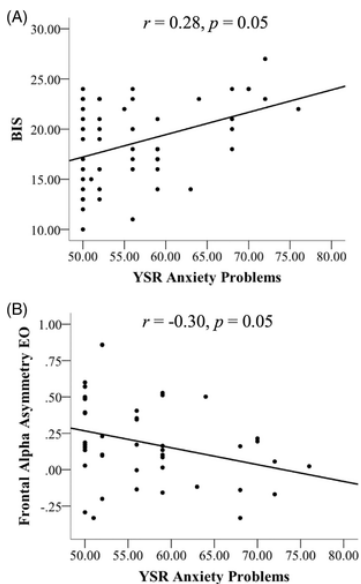 (A)
r = 0.28, p = 0.05
30.00
25.00
20.00
15.00
10.00
BIS
50.00 55.00 60.00 65.00 70.00 75.00 80.00
YSR Anxiety Problems
(B)
r = -0.30, p = 0.05
1.00
.75
.50
.25
.00
-.25
Frontal Alpha Asymmetry EO
50.00 55.00 60.00 65.00 70.00 75.00 80.00
YSR Anxiety Problems